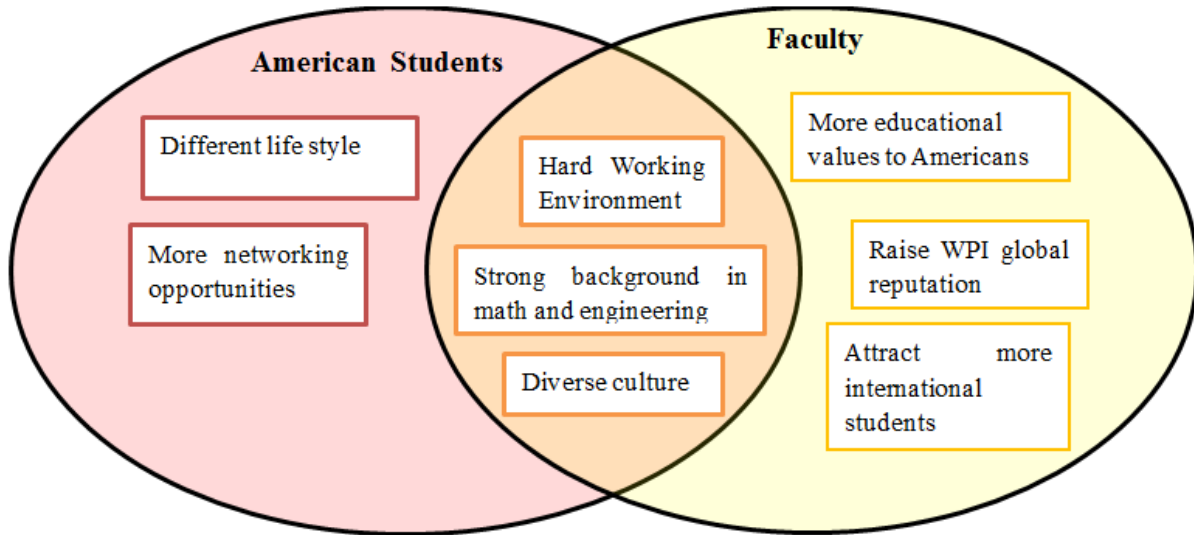 American Students
Different life style
More networking
opportunities
Hard Working
Environment
Strong background in
math and engineering
Diverse culture
Faculty
More educational
values to Americans
Raise WPI global
reputation
Attract more
international
students